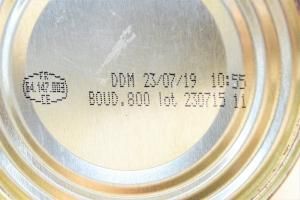 FR
64.147.003
CE
DDM 23/07/19 10:55
BOUD.800 lot 230715 11